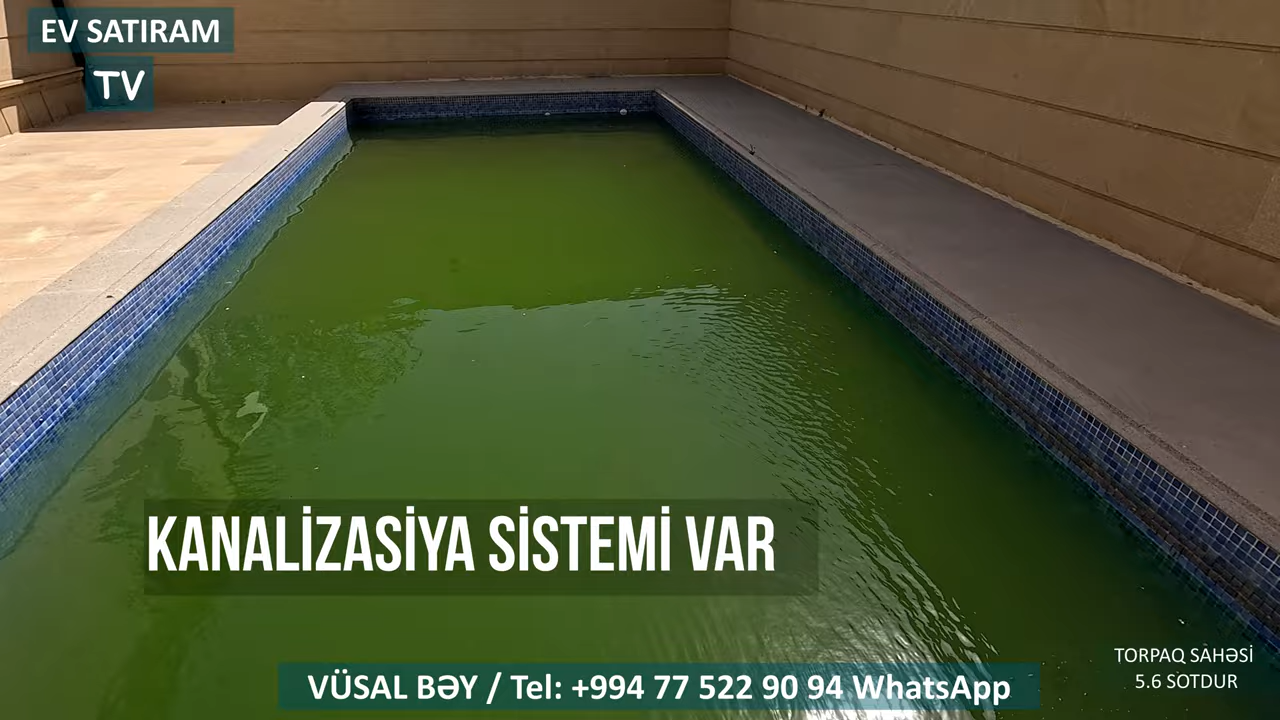 EV SATIRAM
TV
KANALİZASİYA SİSTEMİ VAR
VÜSAL BƏY / Tel: +994 77 522 90 94 WhatsApp
TORPAQ SAHƏSİ
5.6 SOTDUR